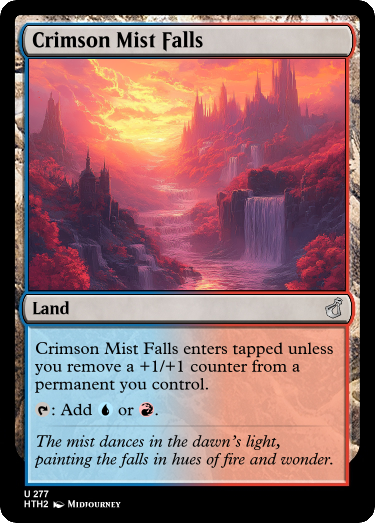 Crimson Mist Falls
Land
Crimson Mist Falls enters tapped unless
you remove a +1/+1 counter from a
permanent you control.
: Add or .
The mist dances in the dawn's light,
painting the falls in hues of fire and wonder.
U 277
HTH2 Midjourney